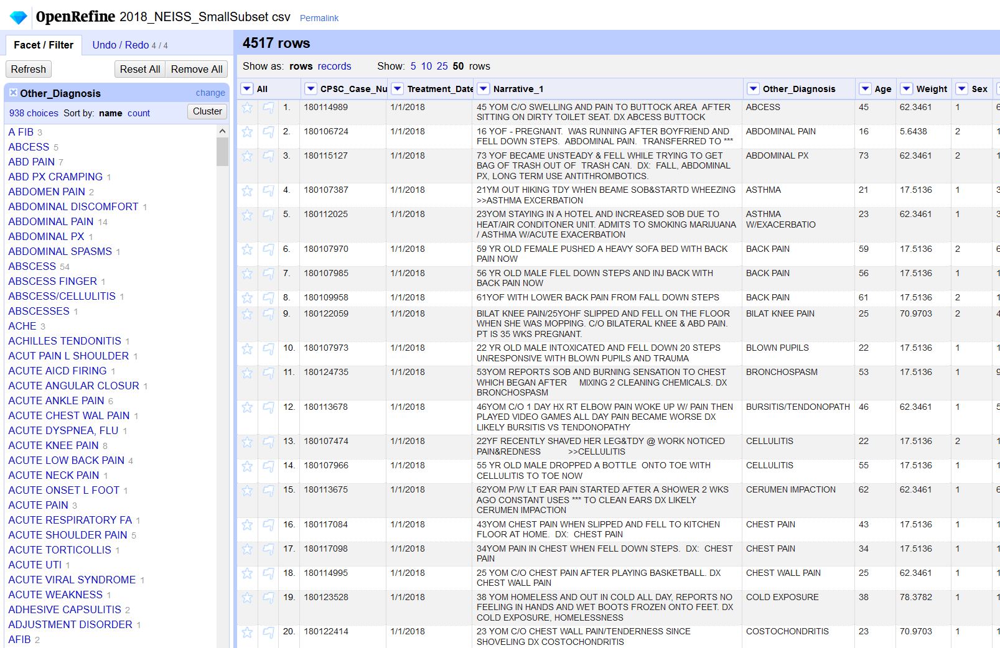 OpenRefine 2018_NEISS_SmallSubset csv Permalink
Facet / Filter Undo / Redo 4 / 4
4517 rows
Refresh Reset All Remove All
Show as: rows records Show: 5 10 25 50 rows
Other_Diagnosis change
938 choices Sort by: name count Cluster
A FIB 3
ABCESS 5
ABD PAIN 7
ABD PX CRAMPING 1
ABDOMEN PAIN 2
ABDOMINAL DISCOMFORT 1
ABDOMINAL PAIN 14
ABDOMINAL PX 1
ABDOMINAL SPASMS 1
ABSCESS 54
ABSCESS FINGER 1
ABSCESS/CELLULITIS 1
ABSCESSES 1
ACHE 3
ACHILLES TENDONITIS 1
ACUT PAIN L SHOULDER 1
ACUTE AICD FIRING 1
ACUTE ANGULAR CLOSUR 1
ACUTE ANKLE PAIN 6
ACUTE CHEST WAL PAIN 1
ACUTE DYSPNEA, FLU 1
ACUTE KNEE PAIN 8
ACUTE LOW BACK PAIN 4
ACUTE NECK PAIN 1
ACUTE ONSET L FOOT 1
ACUTE PAIN 3
ACUTE RESPIRATORY FA 1
ACUTE SHOULDER PAIN 5
ACUTE TORTICOLLIS 1
ACUTE UTI 1
ACUTE VIRAL SYNDROME 1
ACUTE WEAKNESS 1
ADHESIVE CAPSULITIS 2
ADJUSTMENT DISORDER 1
AFIB 2
All CPSC_Case_Nu Treatment_Date Narrative_1 Other_Diagnosis Age Weight Sex
1. 180114989 1/1/2018 45 YOM C/O SWELLING AND PAIN TO BUTTOCK AREA AFTER ABCESS 45 62.3461 1 6
SITTING ON DIRTY TOILET SEAT. DX ABCESS BUTTOCK
2. 180106724 1/1/2018 16 YOF - PREGNANT. WAS RUNNING AFTER BOYFRIEND AND ABDOMINAL PAIN 16 5.6438 2 1
FELL DOWN STEPS. ABDOMINAL PAIN. TRANSFERRED TO ***
3. 180115127 1/1/2018 73 YOF BECAME UNSTEADY & FELL WHILE TRYING TO GET ABDOMINAL PX 73 62.3461 2 1
BAG OF TRASH OUT OF TRASH CAN. DX: FALL, ABDOMINAL
PX, LONG TERM USE ANTITHROMBOTICS.
4. 180107387 1/1/2018 21YM OUT HIKING TDY WHEN BEAME SOB&STARTD WHEEZING ASTHMA 21 17.5136 1 3
>>ASTHMA EXCERBATION
5. 180112025 1/1/2018 23YOM STAYING IN A HOTEL AND INCREASED SOB DUE TO ASTHMA 23 62.3461 1 3
HEAT/AIR CONDITONER UNIT. ADMITS TO SMOKING MARIJUANA W/EXACERBATIO
/ ASTHMA W/ACUTE EXACERBATION
6. 180107970 1/1/2018 59 YR OLD FEMALE PUSHED A HEAVY SOFA BED WITH BACK BACK PAIN 59 17.5136 2 6
PAIN NOW
7. 180107985 1/1/2018 56 YR OLD MALE FLEL DOWN STEPS AND INJ BACK WITH BACK PAIN 56 17.5136 1 1
BACK PAIN NOW
8. 180109958 1/1/2018 61YOF WITH LOWER BACK PAIN FROM FALL DOWN STEPS BACK PAIN 61 17.5136 2 1
9. 180122059 1/1/2018 BILAT KNEE PAIN/25YOHF SLIPPED AND FELL ON THE FLOOR BILAT KNEE PAIN 25 70.9703 2 4
WHEN SHE WAS MOPPING. C/O BILATERAL KNEE & ABD PAIN.
PT IS 35 WKS PREGNANT.
10. 180107973 1/1/2018 22 YR OLD MALE INTOXICATED AND FELL DOWN 20 STEPS BLOWN PUPILS 22 17.5136 1 1
UNRESPONSIVE WITH BLOWN PUPILS AND TRAUMA
11. 180124735 1/1/2018 53YOM REPORTS SOB AND BURNING SENSATION TO CHEST BRONCHOSPASM 53 17.5136 1 9
WHICH BEGAN AFTER MIXING 2 CLEANING CHEMICALS. DX
BRONCHOSPASM
12. 180113678 1/1/2018 46YOM C/O 1 DAY HX RT ELBOW PAIN WOKE UP W/ PAIN THEN BURSITIS/TENDONOPATH 46 62.3461 1 5
PLAYED VIDEO GAMES ALL DAY PAIN BECAME WORSE DX
LIKELY BURSITIS VS TENDONOPATHY
13. 180107474 1/1/2018 22YF RECENTLY SHAVED HER LEG&TDY @ WORK NOTICED CELLULITIS 22 17.5136 2 1
PAIN&REDNESS >>CELLULITIS
14. 180107966 1/1/2018 55 YR OLD MALE DROPPED A BOTTLE ONTO TOE WITH CELLULITIS 55 17.5136 1 1
CELLULITIS TO TOE NOW
15. 180113675 1/1/2018 62YOM P/W LT EAR PAIN STARTED AFTER A SHOWER 2 WKS CERUMEN IMPACTION 62 62.3461 1 6
AGO CONSTANT USES *** TO CLEAN EARS DX LIKELY
CERUMEN IMPACTION
16. 180117084 1/1/2018 43YOM CHEST PAIN WHEN SLIPPED AND FELL TO KITCHEN CHEST PAIN 43 17.5136 1 1
FLOOR AT HOME. DX: CHEST PAIN
17. 180117098 1/1/2018 34YOM PAIN IN CHEST WHEN FELL DOWN STEPS. DX: CHEST CHEST PAIN 34 17.5136 1 1
PAIN
18. 180114995 1/1/2018 25 YOM C/O CHEST PAIN AFTER PLAYING BASKETBALL. DX CHEST WALL PAIN 25 62.3461 1 1
CHEST WALL PAIN
19. 180123528 1/1/2018 38 YOM HOMELESS AND OUT IN COLD ALL DAY, REPORTS NO COLD EXPOSURE 38 78.3782 1 1
FEELING IN HANDS AND WET BOOTS FROZEN ONTO FEET. DX
COLD EXPOSURE, HOMELESSNESS
20. 180122414 1/1/2018 23 YOM C/O CHEST WALL PAIN/TENDERNESS SINCE COSTOCHONDRITIS 23 70.9703 1 1
SHOVELING DX COSTOCHONDRITIS